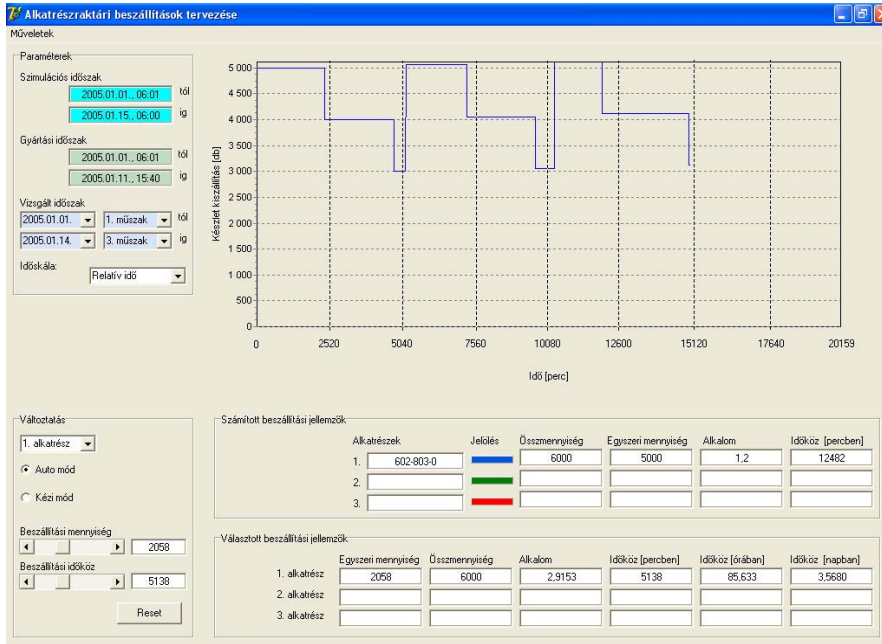 Alkatrészraktári beszállítások tervezése
Műveletek
Paraméterek
Szimulációs időszak
2005.01.01., 06:01 tól
2005.01.15., 06:00 ig
Gyártási időszak
2005.01.01., 06:01 tól
2005.01.11., 15:40 ig
Vizsgált időszak
2005.01.01. 1. műszak tól
2005.01.14. 3. műszak ig
Időskála:
Relatív idő
Készlet kiszállítás [db]
5 000
4 500
4 000
3 500
3 000
2 500
2 000
1 500
1 000
500
0
0 2520 5040 7560 10080 12600 15120 17640 20159
Idő [perc]
Változtatás
1. alkatrész
Auto mód
Kézi mód
Beszállítási mennyiség
2058
Beszállítási időköz
5138
Reset
Számított beszállítási jellemzők
Alkatrészek Jelölés Összmennyiség Egyszeri mennyiség Alkalom Időköz [percben]
1. 602-803-0 6000 5000 1,2 12482
2.
3.
Választott beszállítási jellemzők
Egyszeri mennyiség Összmennyiség Alkalom Időköz [percben] Időköz [órában] Időköz [napban]
1. alkatrész 2058 6000 2,9153 5138 85,633 3,5680
2. alkatrész
3. alkatrész